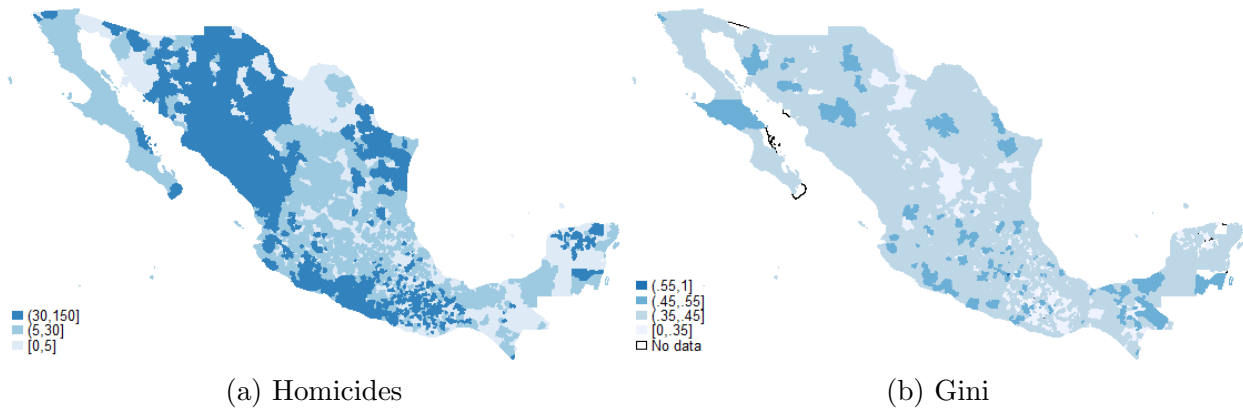 (30,150]
(5,30]
[0,5]
(a) Homicides
(.55,1]
(.45,.55]
(.35,.45]
[0,.35]
No data
(b) Gini